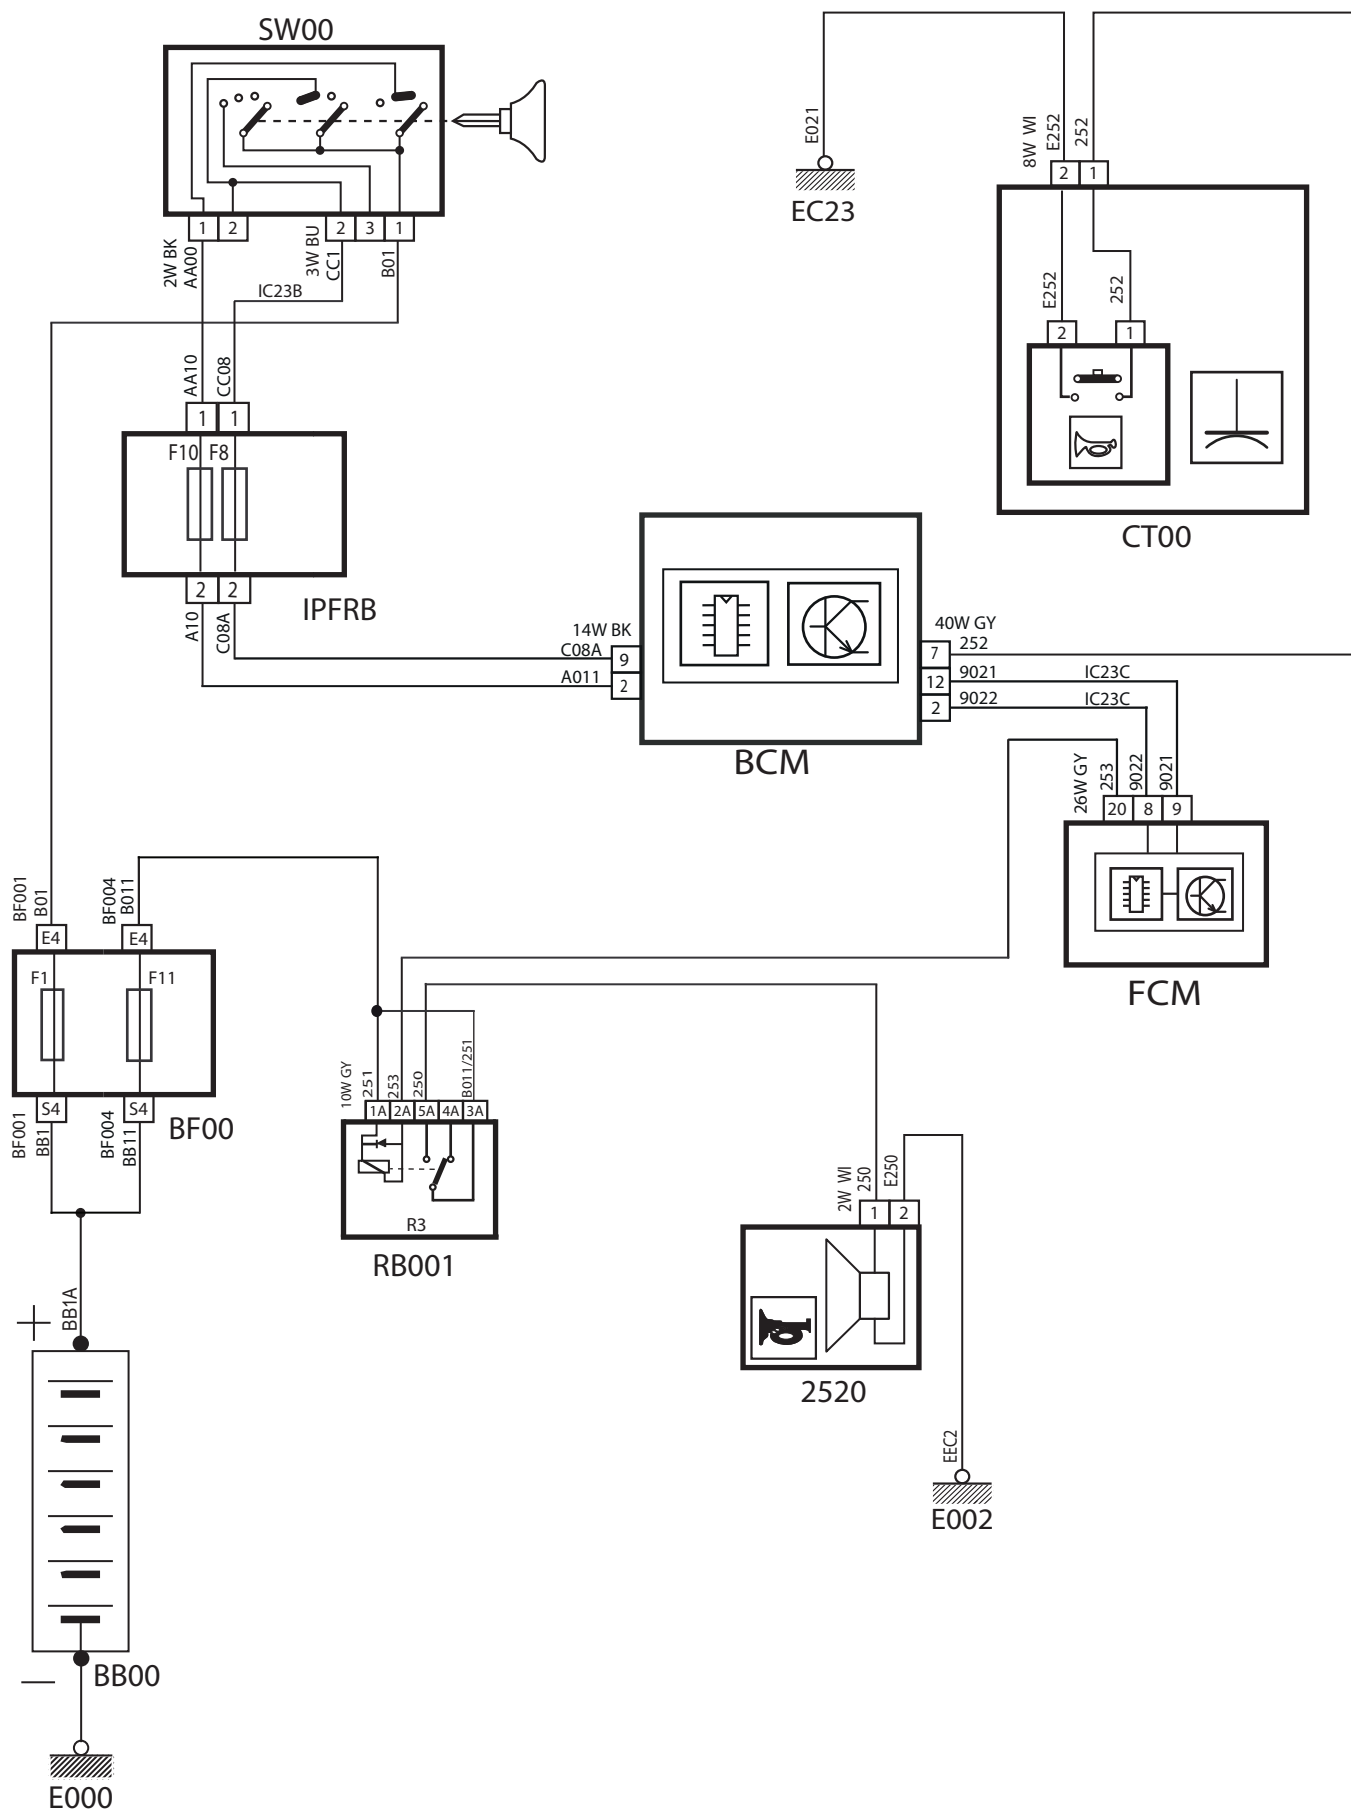 SW00
1 2
2 3 1
2W BK
AA00
3W BU
CC1
B01
IC23B
AA10
CC08
1 1
F10 F8
2 2
IPFRB
A10
C08A
E021
EC23
8W WI
E252
252
2 1
E252
252
2 1
CT00
14W BK
C08A
9
A011
2
BCM
40W GY
7 252
12 9021 IC23C
2 9022 IC23C
26W GY
253
9022
9021
20 8 9
FCM
BF001
B01
BF004
B011
E4 E4
F1 F11
S4 S4
BF001
BB1
BF004
BB11
BF00
10W GY
251
253
250
B011/251
1A 2A 5A 4A 3A
R3
RB001
2W WI
250
E250
1 2
2520
EEC2
E002
+
BB1A
—
BB00
E000